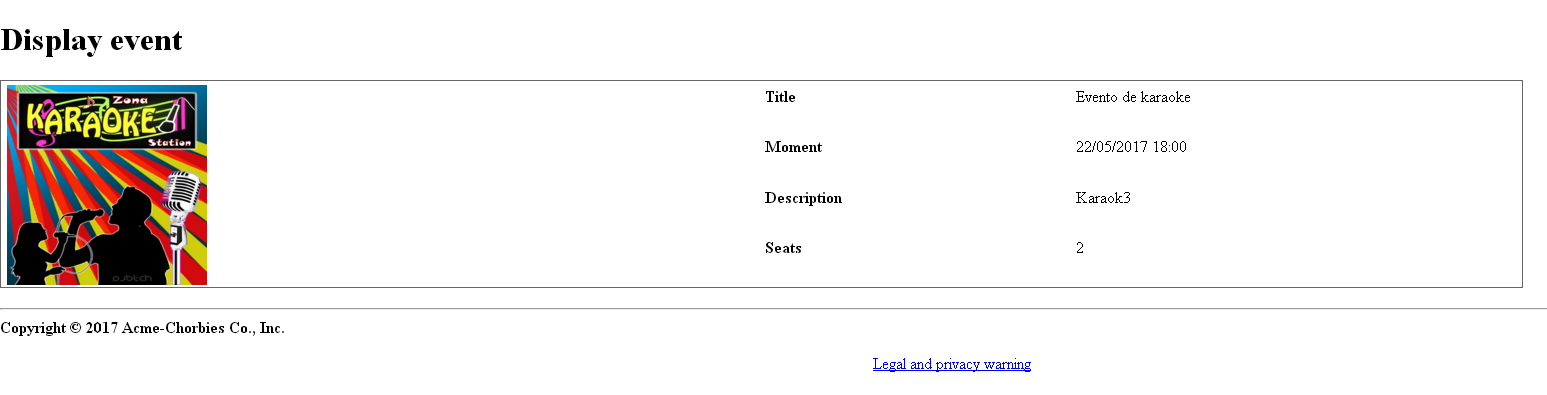 Display event
Zona
KARAOKE
Station
Title Evento de karaoke
Moment 22/05/2017 18:00
Description Karaok3
Seats 2
Copyright © 2017 Acme-Chorbies Co., Inc.
Legal and privacy warning